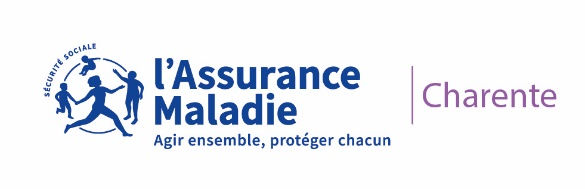 SÉCURITÉ SOCIALE
l'Assurance
Maladie
Agir ensemble, protéger chacun
Charente